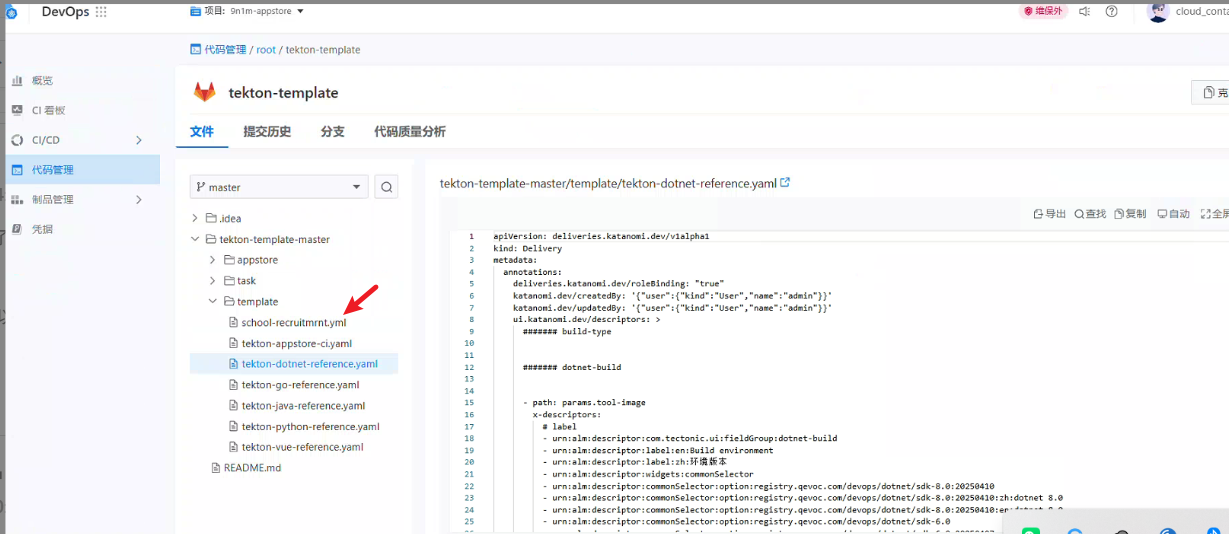 DevOps
项目: 9n1m-appstore
维保外
代码管理 / root / tekton-template
概览
CI 看板
CI/CD
代码管理
制品管理
凭据
tekton-template
文件
提交历史
分支
代码质量分析
master
.idea
tekton-template-master
appstore
task
template
school-recruitmrnt.yml
tekton-appstore-ci.yaml
tekton-dotnet-reference.yaml
tekton-go-reference.yaml
tekton-java-reference.yaml
tekton-python-reference.yaml
tekton-vue-reference.yaml
README.md
tekton-template-master/template/tekton-dotnet-reference.yaml
导出 查找 复制 自动 全屏
1 apiVersion: deliveries.katanomi.dev/v1alpha1
2 kind: Delivery
3 metadata:
4 annotations:
5 deliveries.katanomi.dev/roleBinding: "true"
6 katanomi.dev/createdBy: '{"user":{"kind":"User","name":"admin"}}'
7 katanomi.dev/updatedBy: '{"user":{"kind":"User","name":"admin"}}'
8 ui.katanomi.dev/descriptors: >
9 ####### build-type
10
11
12 ####### dotnet-build
13
14
15 - path: params.tool-image
16 x-descriptors:
17 # label
18 - urn:alm:descriptor:com.tectonic.ui:fieldGroup:dotnet-build
19 - urn:alm:descriptor:label:en:Build environment
20 - urn:alm:descriptor:label:zh:环境版本
21 - urn:alm:descriptor:widgets:commonSelector
22 - urn:alm:descriptor:commonSelector:option:registry.qevoc.com/devops/dotnet/sdk-8.0:20250410
23 - urn:alm:descriptor:commonSelector:option:registry.qevoc.com/devops/dotnet/sdk-8.0:20250410:zh:dotnet 8.0
24 - urn:alm:descriptor:commonSelector:option:registry.qevoc.com/devops/dotnet/sdk-8.0:20250410:en:dotnet 8.0
25 - urn:alm:descriptor:commonSelector:option:registry.qevoc.com/devops/dotnet/sdk-6.0